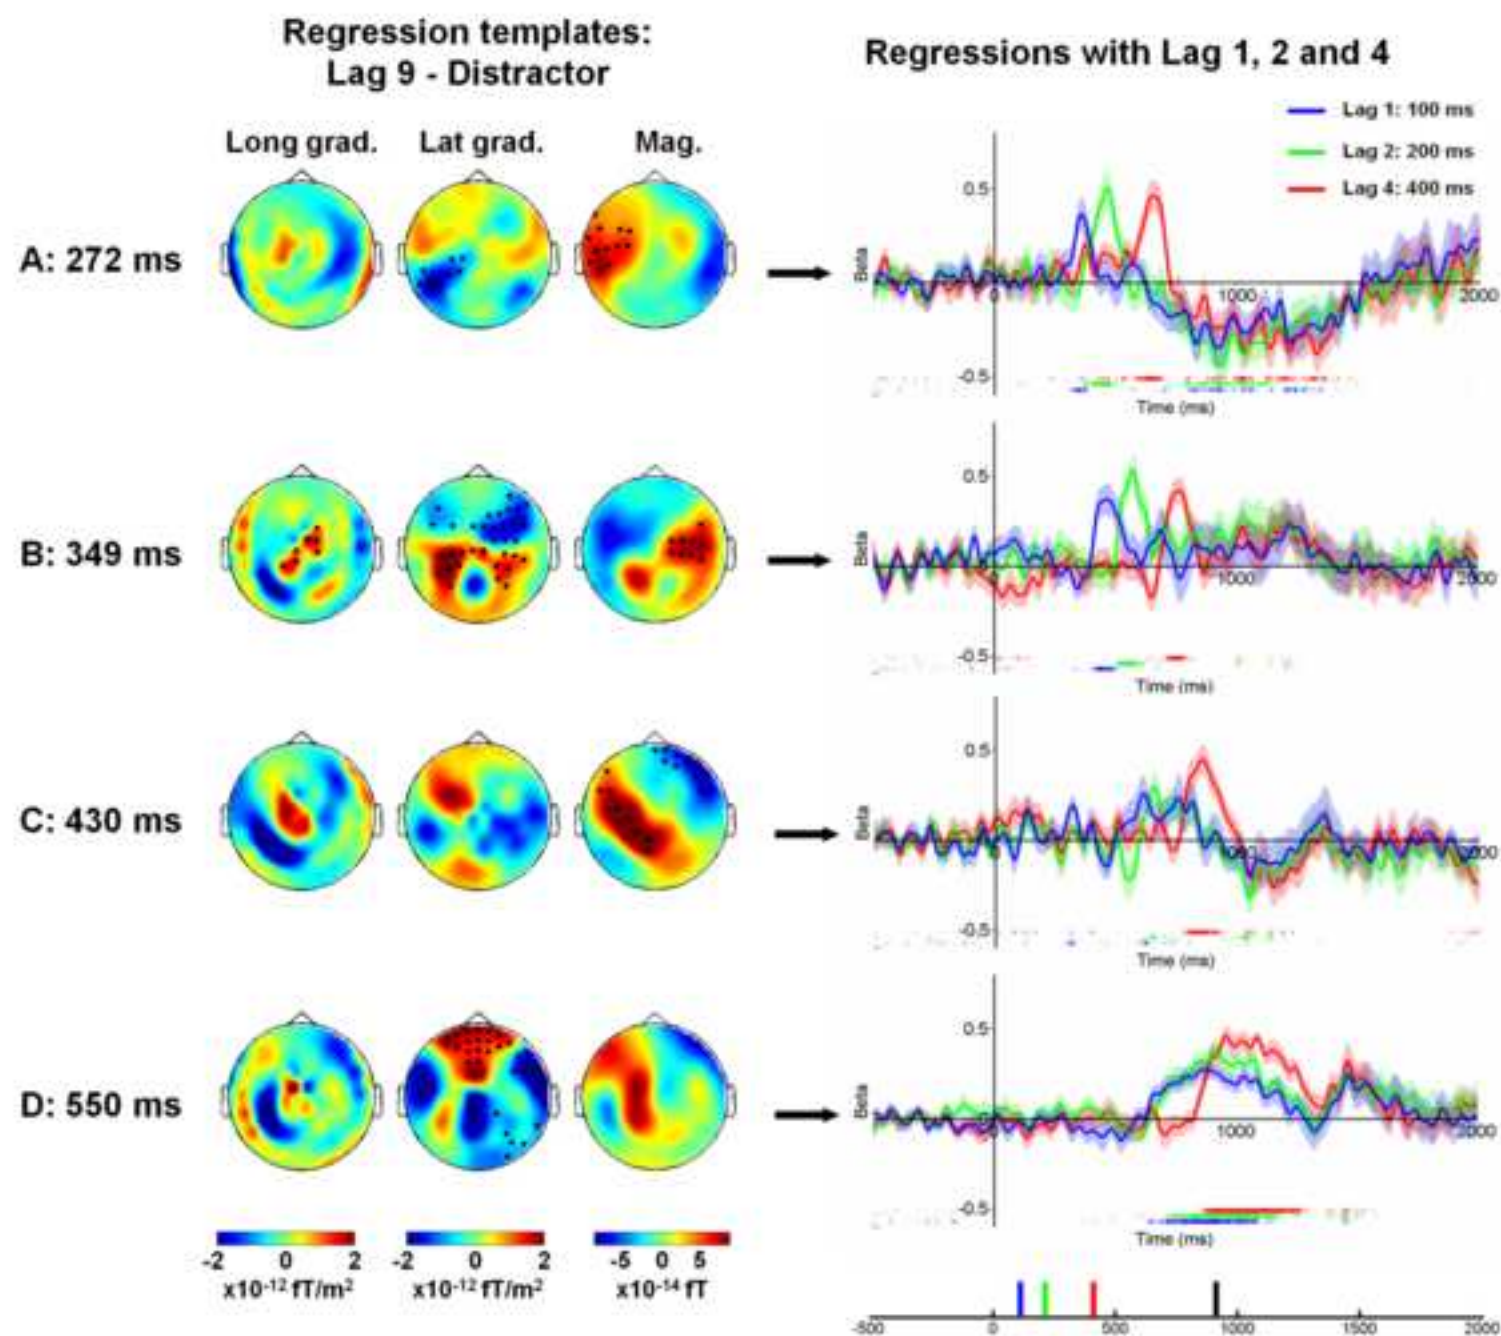 Regression templates:
Lag 9 - Distractor
Regressions with Lag 1, 2 and 4
Long grad.
Lat grad.
Mag.
Lag 1: 100 ms
Lag 2: 200 ms
Lag 4: 400 ms
A: 272 ms
0.5
Beta
0
1000
2000
-0.5
Time (ms)
B: 349 ms
0.5
Beta
0
1000
2000
-0.5
Time (ms)
C: 430 ms
0.5
Beta
0
1000
2000
-0.5
Time (ms)
D: 550 ms
0.5
Beta
0
1000
2000
-0.5
Time (ms)
-2 0 2
x10⁻¹² fT/m²
-2 0 2
x10⁻¹² fT/m²
-5 0 5
x10⁻¹⁴ fT
-500 0 500 1000 1500 2000